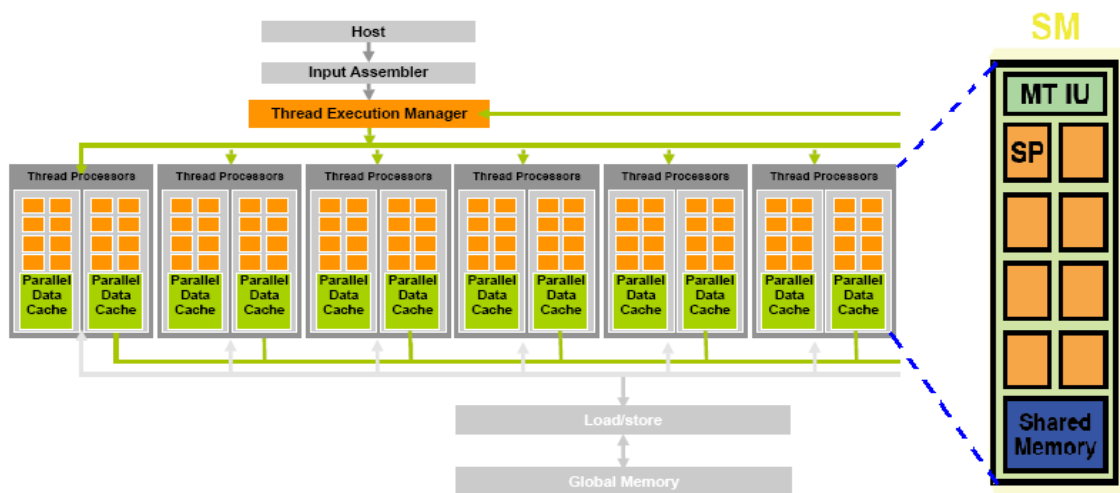 Host
Input Assembler
Thread Execution Manager
Thread Processors
Thread Processors
Thread Processors
Thread Processors
Thread Processors
Thread Processors
Parallel
Data
Cache
Parallel
Data
Cache
Parallel
Data
Cache
Parallel
Data
Cache
Parallel
Data
Cache
Parallel
Data
Cache
Parallel
Data
Cache
Parallel
Data
Cache
Parallel
Data
Cache
Parallel
Data
Cache
Parallel
Data
Cache
Parallel
Data
Cache
Load/store
Global Memory
SM
MT IU
SP
Shared
Memory